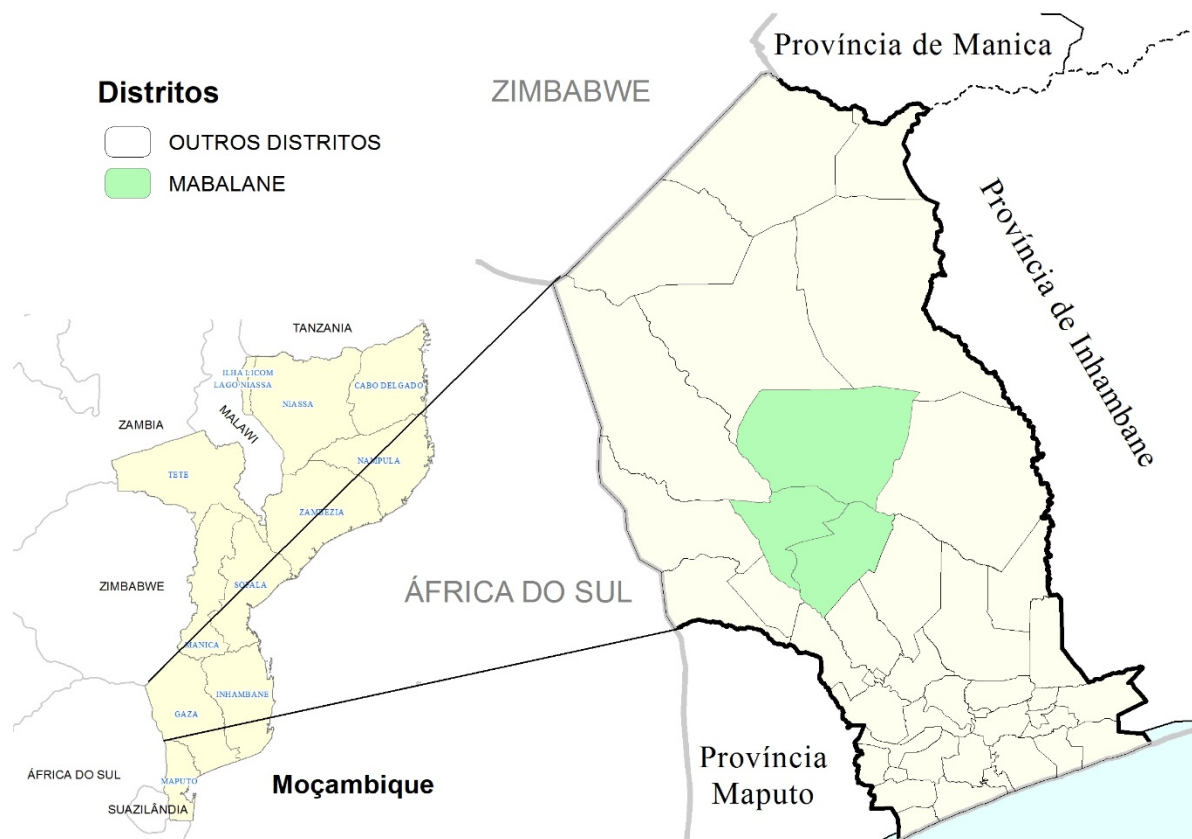 Província de Manica
ZIMBABWE
Distritos
OUTROS DISTRITOS
MABALANE
Província de Inhambane
TANZANIA
ILHA LICOM
LAGO NIASSA
CABO DELGADO
NIASSA
MALAWI
ZAMBIA
NAMPULA
TETE
ZAMBEZIA
ZIMBABWE
SOFALA
ÁFRICA DO SUL
MANICA
INHAMBANE
GAZA
ÁFRICA DO SUL
MAPUTO
Moçambique
SUAZILÂNDIA
Província
Maputo